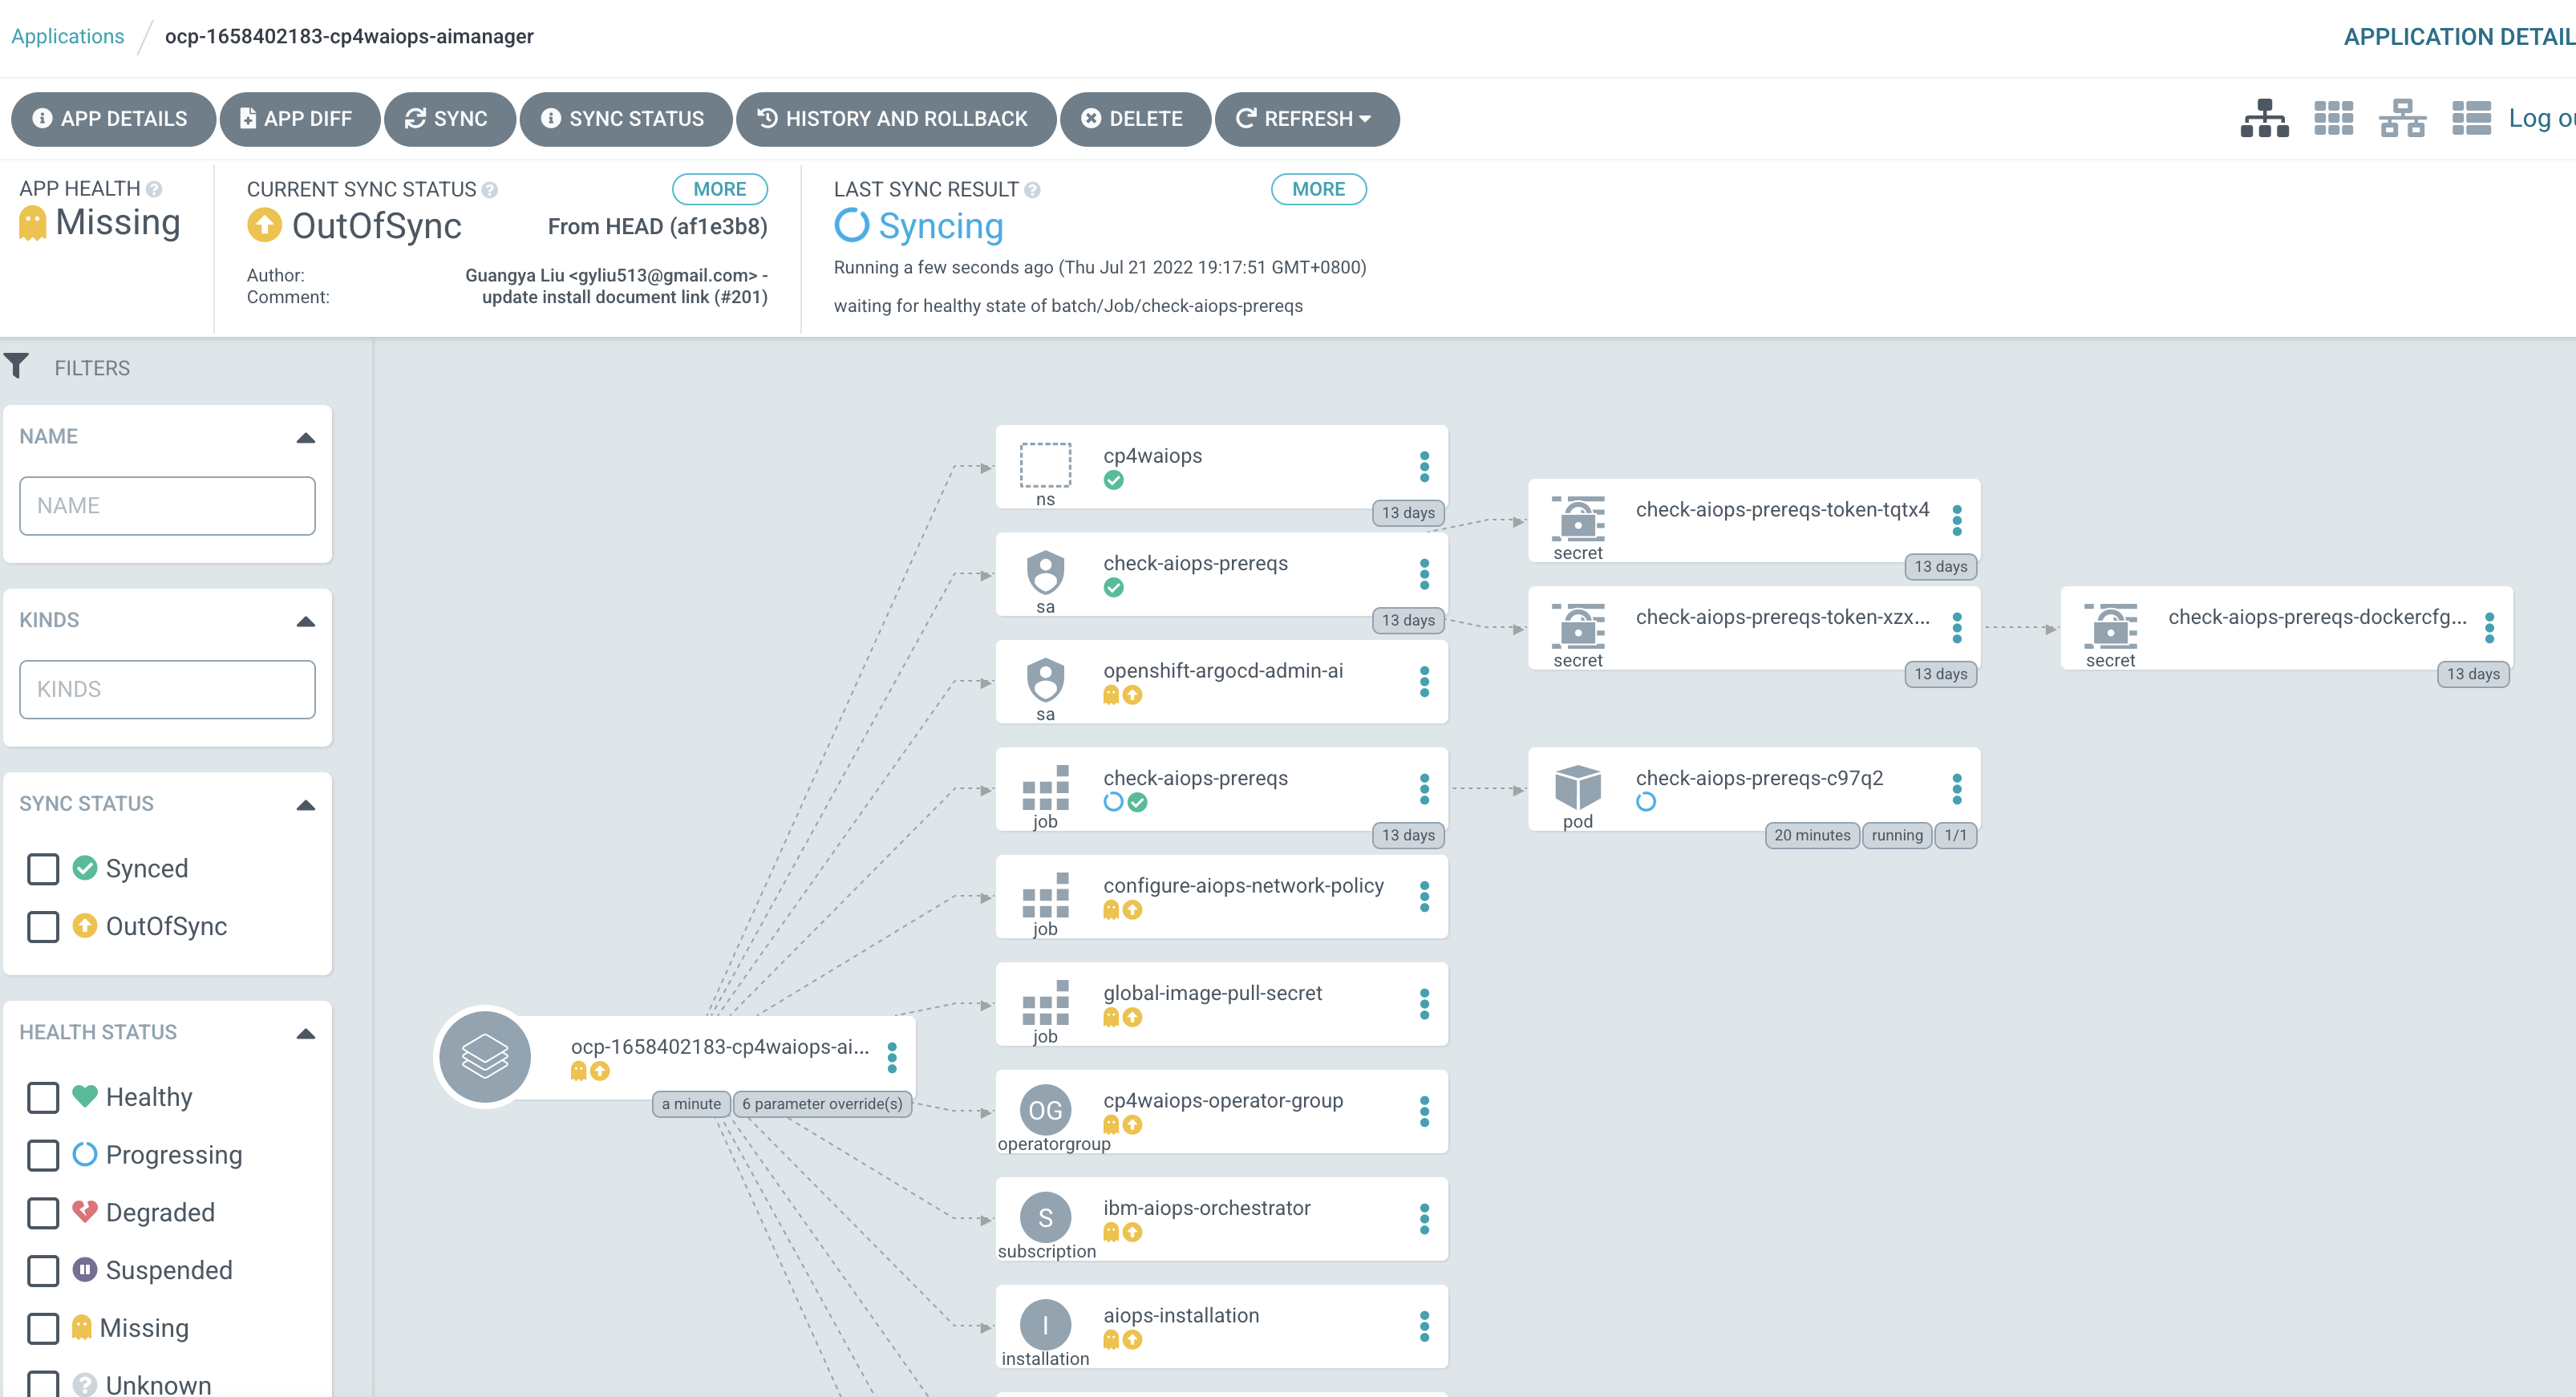 Applications / ocp-1658402183-cp4waiops-aimanager
APPLICATION DETAIL
APP DETAILS
APP DIFF
SYNC
SYNC STATUS
HISTORY AND ROLLBACK
DELETE
REFRESH
Log ou
APP HEALTH
Missing
CURRENT SYNC STATUS
MORE
OutOfSync
From HEAD (af1e3b8)
Author:
Guangya Liu <gyliu513@gmail.com> -
Comment:
update install document link (#201)
LAST SYNC RESULT
MORE
Syncing
Running a few seconds ago (Thu Jul 21 2022 19:17:51 GMT+0800)
waiting for healthy state of batch/Job/check-aiops-prereqs
FILTERS
NAME
NAME
KINDS
KINDS
SYNC STATUS
Synced
OutOfSync
HEALTH STATUS
Healthy
Progressing
Degraded
Suspended
Missing
Unknown
ocp-1658402183-cp4waiops-ai...
a minute
6 parameter override(s)
cp4waiops
ns
13 days
check-aiops-prereqs
sa
13 days
openshift-argocd-admin-ai
sa
check-aiops-prereqs
job
13 days
configure-aiops-network-policy
job
global-image-pull-secret
job
OG
cp4waiops-operator-group
operatorgroup
S
ibm-aiops-orchestrator
subscription
I
aiops-installation
installation
check-aiops-prereqs-token-tqtx4
secret
13 days
check-aiops-prereqs-token-xzx...
secret
13 days
check-aiops-prereqs-c97q2
pod
20 minutes
running
1/1
check-aiops-prereqs-dockercfg...
secret
13 days